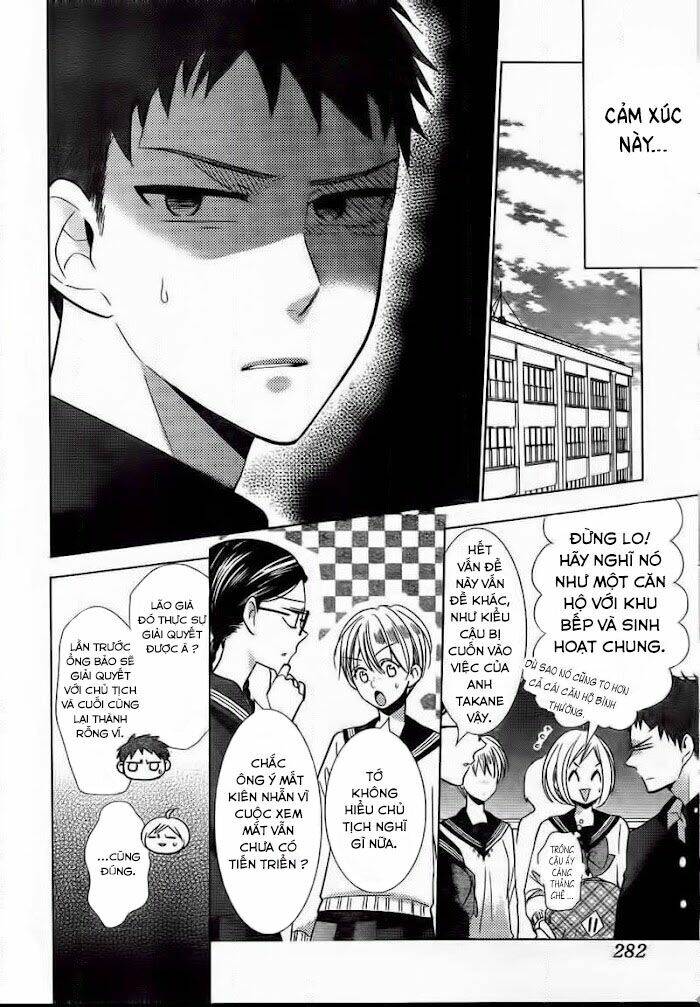 CẢM XÚC
NÀY...
ĐỪNG LO!
HÃY NGHĨ NÓ
NHƯ MỘT CĂN
HỘ VỚI KHU
BẾP VÀ SINH
HOẠT CHUNG.
DÙ SAO NÓ CŨNG TO HƠN
CẢ CÁI CĂN HỘ BÌNH
THƯỜNG.
HẾT
VẤN ĐỀ
NÀY VẤN
ĐỀ KHÁC,
NHƯ KIỂU
CẬU BỊ
CUỐN VÀO
VIỆC CỦA
ANH
TAKANE
VẬY.
TRÔNG
CẬU ẤY
CĂNG
THẲNG
GHÊ...
TỚ
KHÔNG
HIỂU CHỦ
TỊCH NGHĨ
GÌ NỮA.
CHẮC
ÔNG Ý MẤT
KIÊN NHẪN VÌ
CUỘC XEM
MẮT VẪN
CHƯA CÓ
TIẾN TRIỂN ?
LÃO GIÀ
ĐÓ THỰC SỰ
GIẢI QUYẾT
ĐƯỢC À ?
LẦN TRƯỚC
ỔNG BẢO SẼ
GIẢI QUYẾT
VỚI CHỦ TỊCH
VÀ CUỐI CÙNG
LẠI THÀNH
RỖNG VÍ.
...CŨNG
ĐÚNG.
282